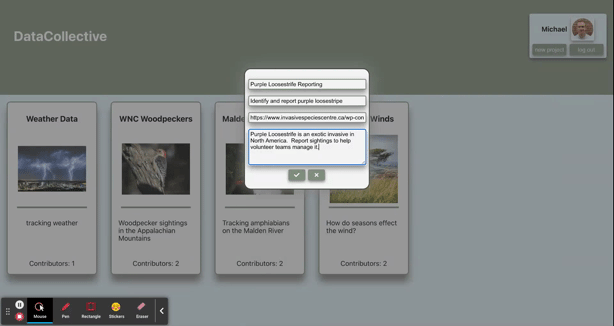 DataCollective
Michael
new project
log out
Purple Loosestrife Reporting
Identify and report purple loosestripe
https://www.invasivespeciescentre.ca/wp-con
Purple Loosestrife is an exotic invasive in
North America. Report sightings to help
volunteer teams manage it.
Weather Data
tracking weather
Contributors: 1
WNC Woodpeckers
Woodpecker sightings
in the Appalachian
Mountains
Contributors: 2
Malde
Tracking amphiabians
on the Malden River
Contributors: 2
Winds
How do seasons effect
the wind?
Contributors: 2
Mouse
Pen
Rectangle
Stickers
Eraser